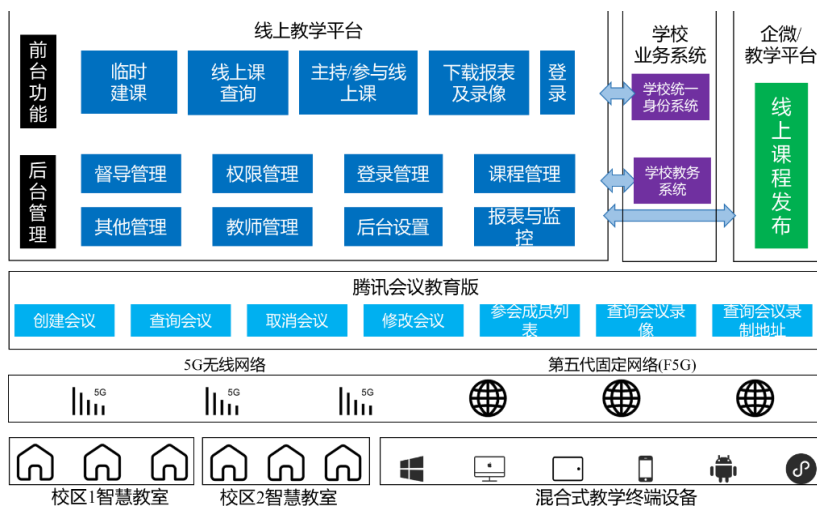 线上教学平台
前台功能
临时
建课
线上课
查询
主持/参与线
上课
下载报表
及录像
登录
后台管理
督导管理
权限管理
登录管理
课程管理
其他管理
教师管理
后台设置
报表与监
控
学校
业务系统
学校统一
身份系统
学校教务
系统
企微/
教学平台
线上课程发布
腾讯会议教育版
创建会议
查询会议
取消会议
修改会议
参会成员列
表
查询会议录
像
查询会议录
制地址
5G无线网络
第五代固定网络(F5G)
5G
5G
5G
校区1智慧教室
校区2智慧教室
混合式教学终端设备